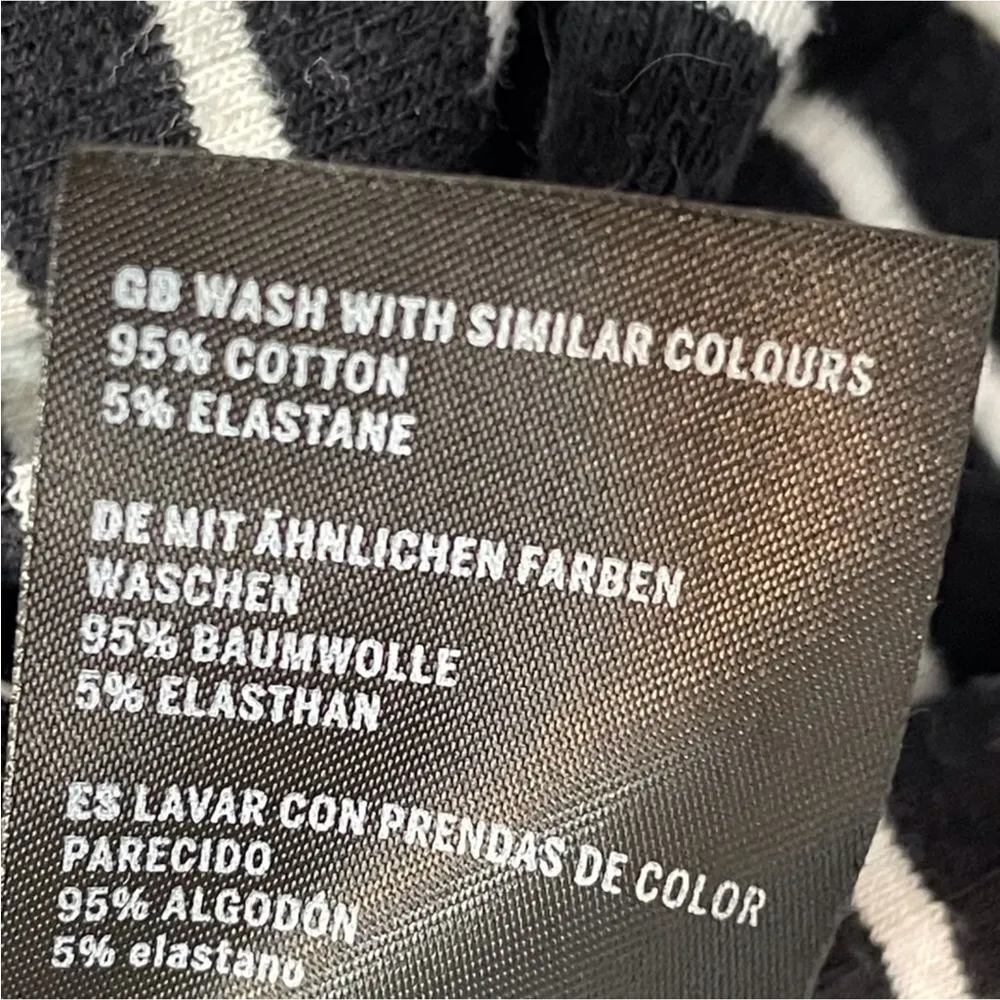 GB WASH WITH SIMILAR COLOURS
95% COTTON
5% ELASTANE
DE MIT ÄHNLICHEN FARBEN
WASCHEN
95% BAUMWOLLE
5% ELASTHAN
ES LAVAR CON PRENDAS DE COLOR
PARECIDO
95% ALGODÓN
5% elastano